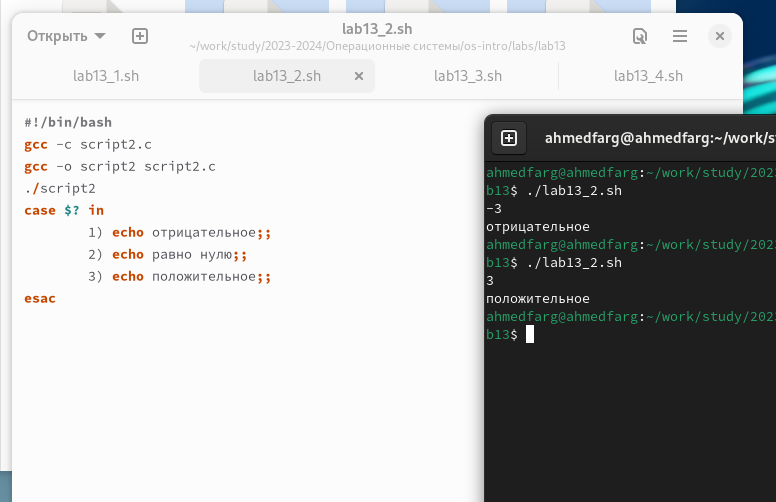 Открыть
lab13_2.sh
~/work/study/2023-2024/Операционные системы/os-intro/labs/lab13
lab13_1.sh
lab13_2.sh
lab13_3.sh
lab13_4.sh
#!/bin/bash
gcc -c script2.c
gcc -o script2 script2.c
./script2
case $? in
1) echo отрицательное;;
2) echo равно нулю;;
3) echo положительное;;
esac
ahmedfarg@ahmedfarg:~/work/s
ahmedfarg@ahmedfarg:~/work/study/202
b13$ ./lab13_2.sh
-3
отрицательное
ahmedfarg@ahmedfarg:~/work/study/202
b13$ ./lab13_2.sh
3
положительное
ahmedfarg@ahmedfarg:~/work/study/202
b13$